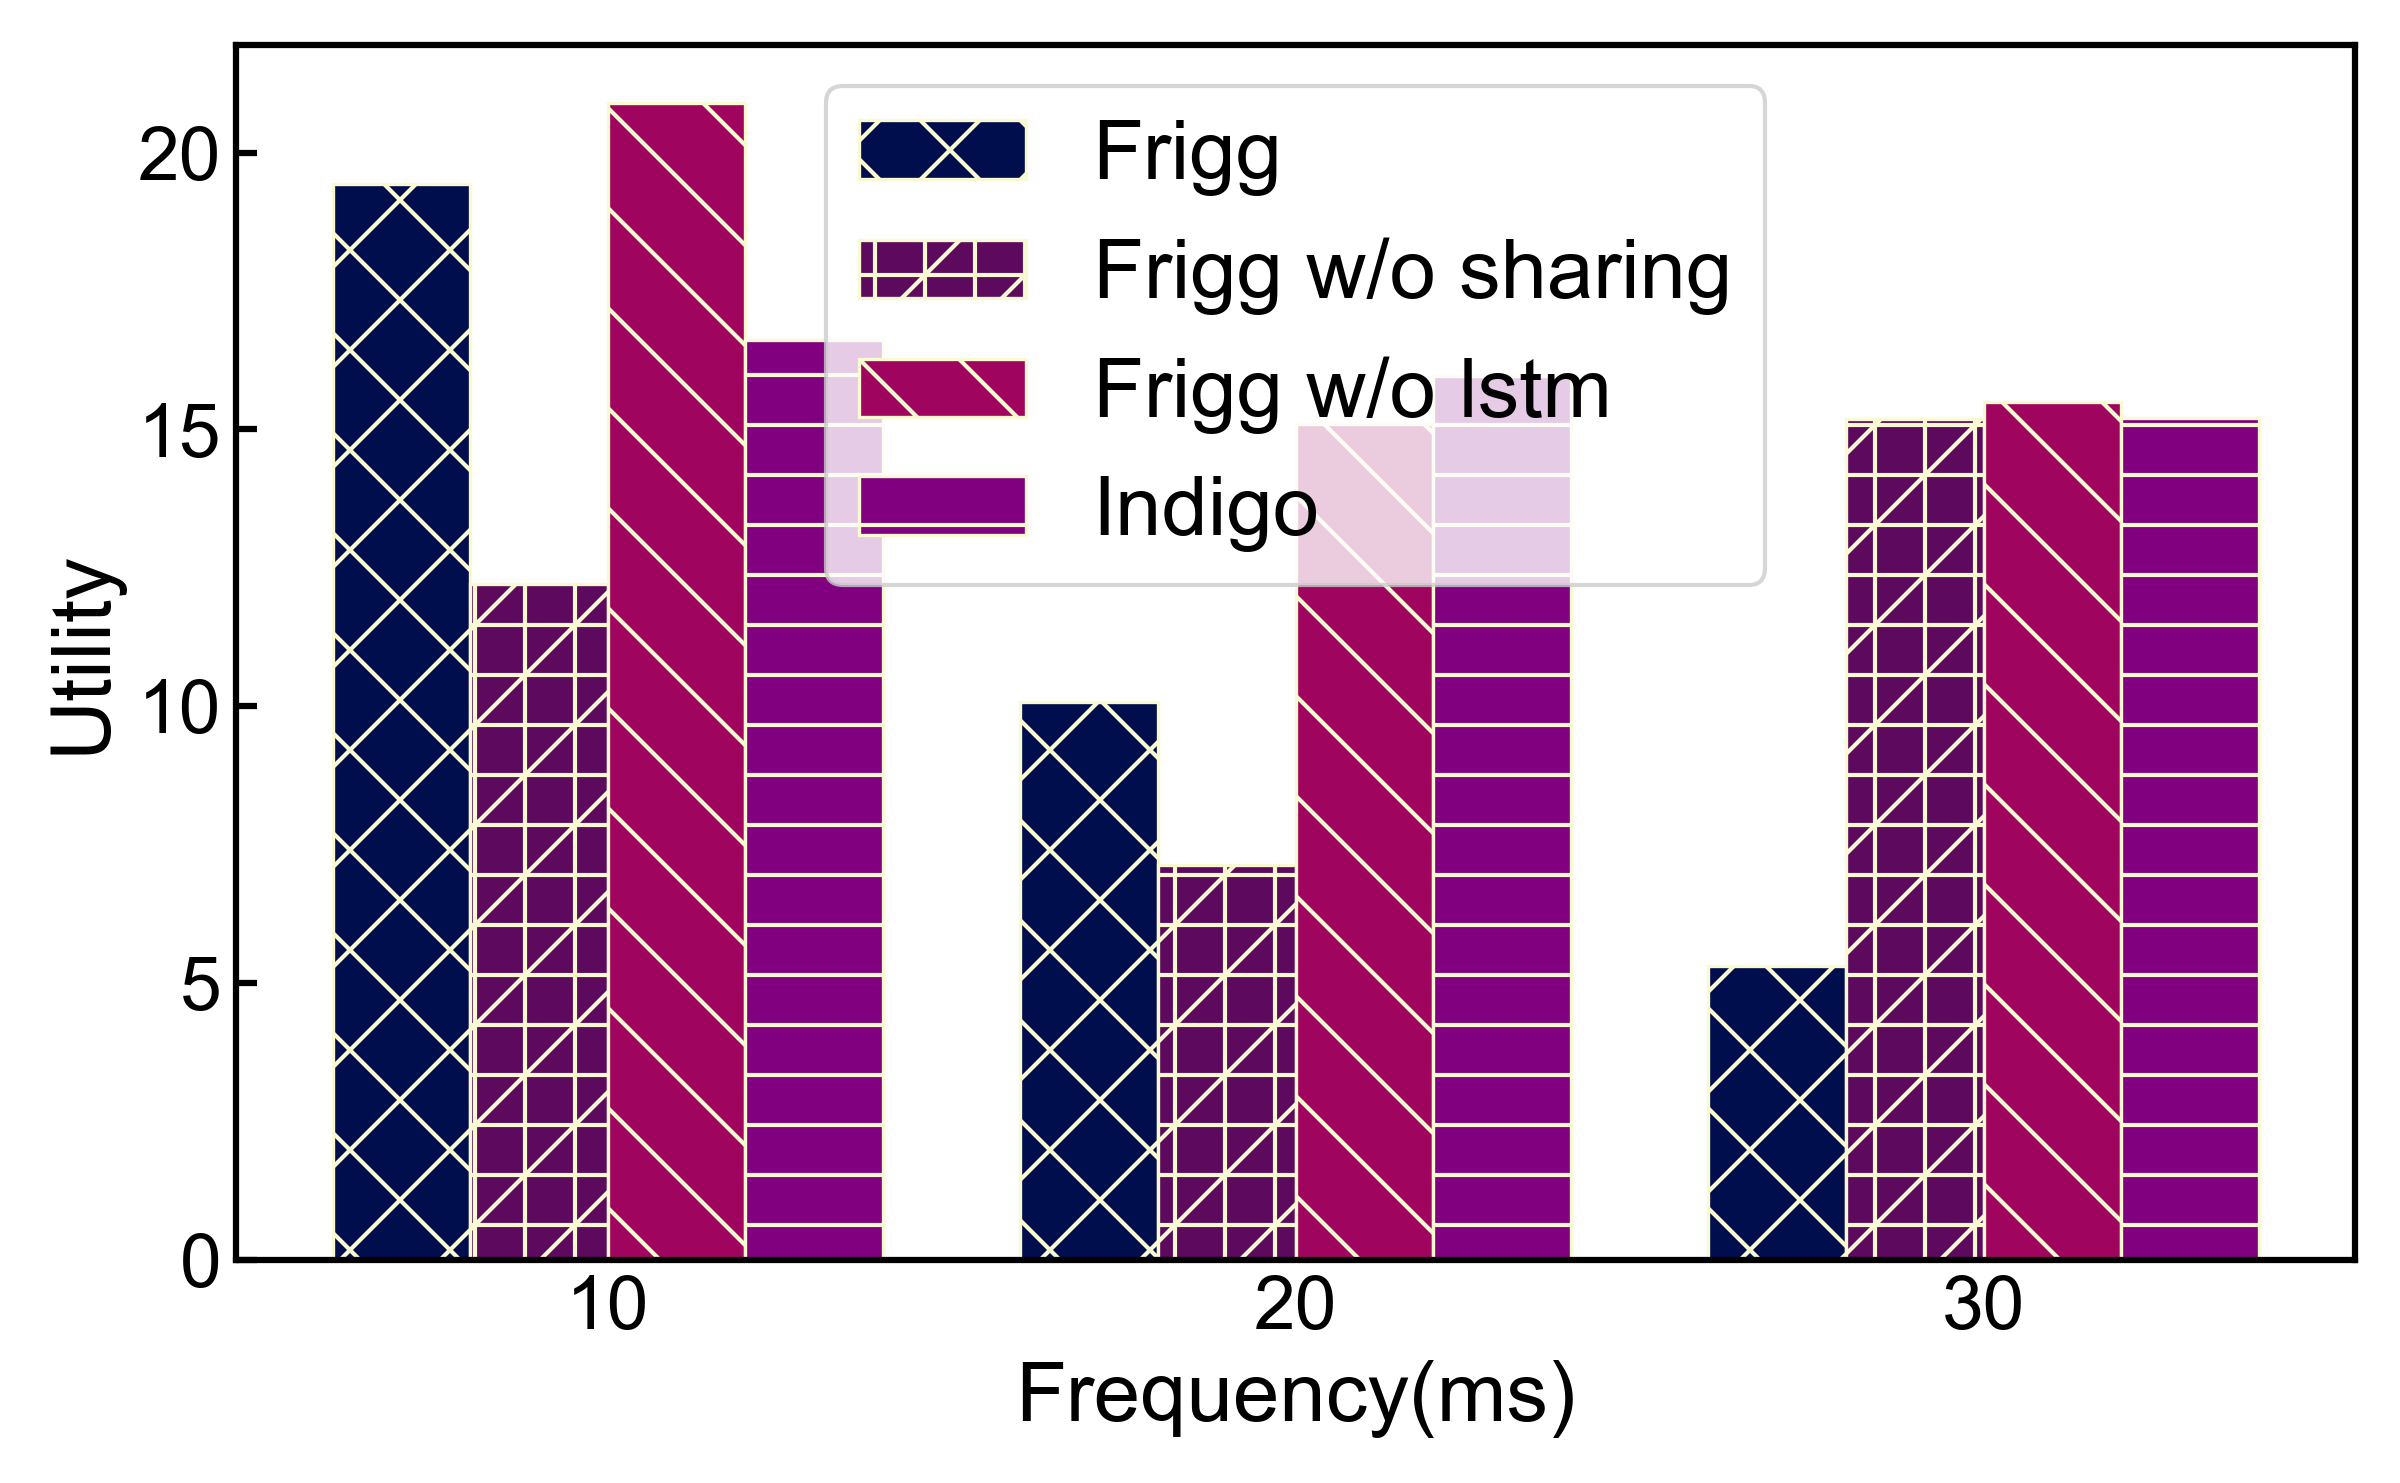 Utility
20
15
10
5
0
Frigg
Frigg w/o sharing
Frigg w/o lstm
Indigo
10 20 30
Frequency(ms)